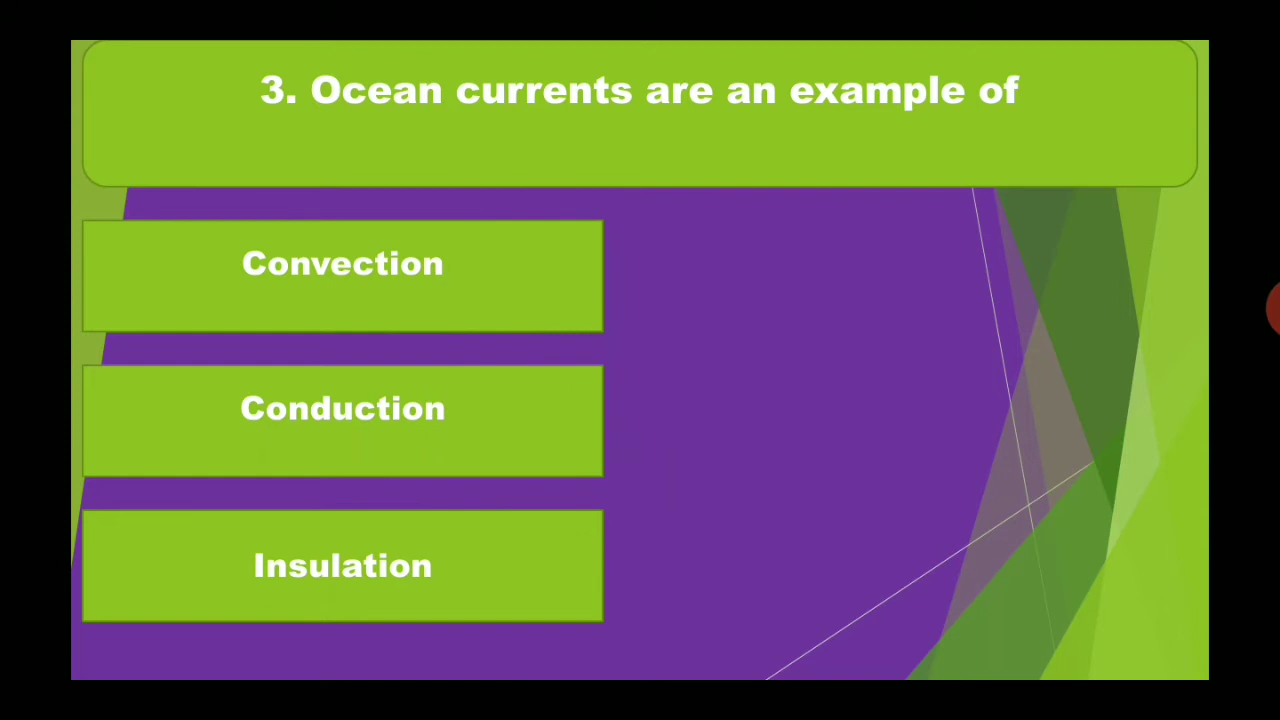 3. Ocean currents are an example of
Convection
Conduction
Insulation